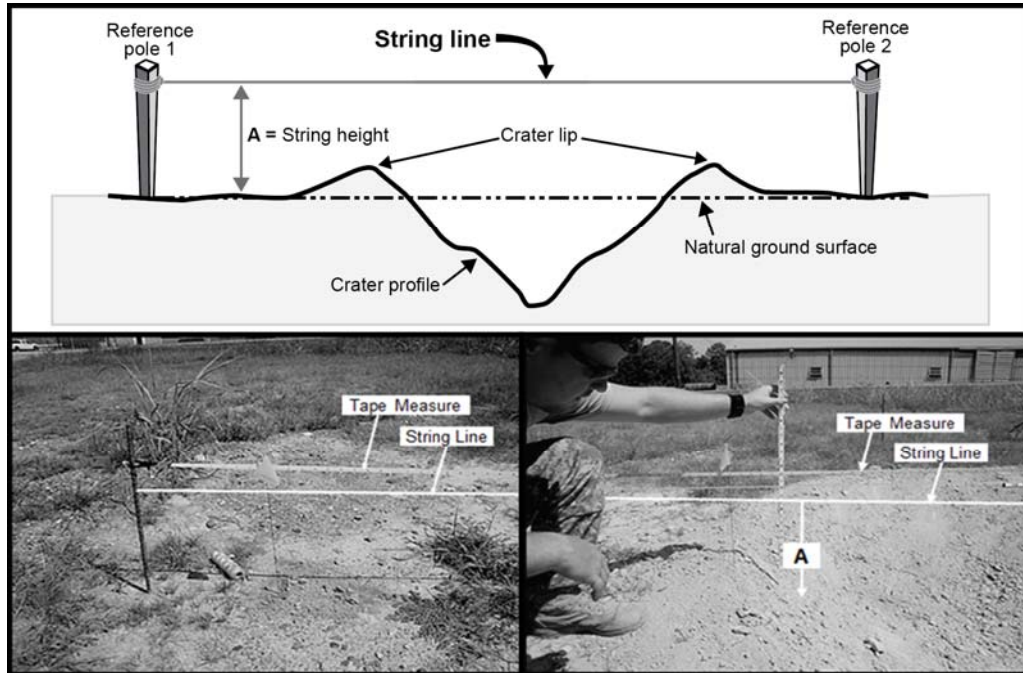 Reference
pole 1
String line
Reference
pole 2
A = String height
Crater lip
Natural ground surface
Crater profile
Tape Measure
String Line
Tape Measure
String Line
A